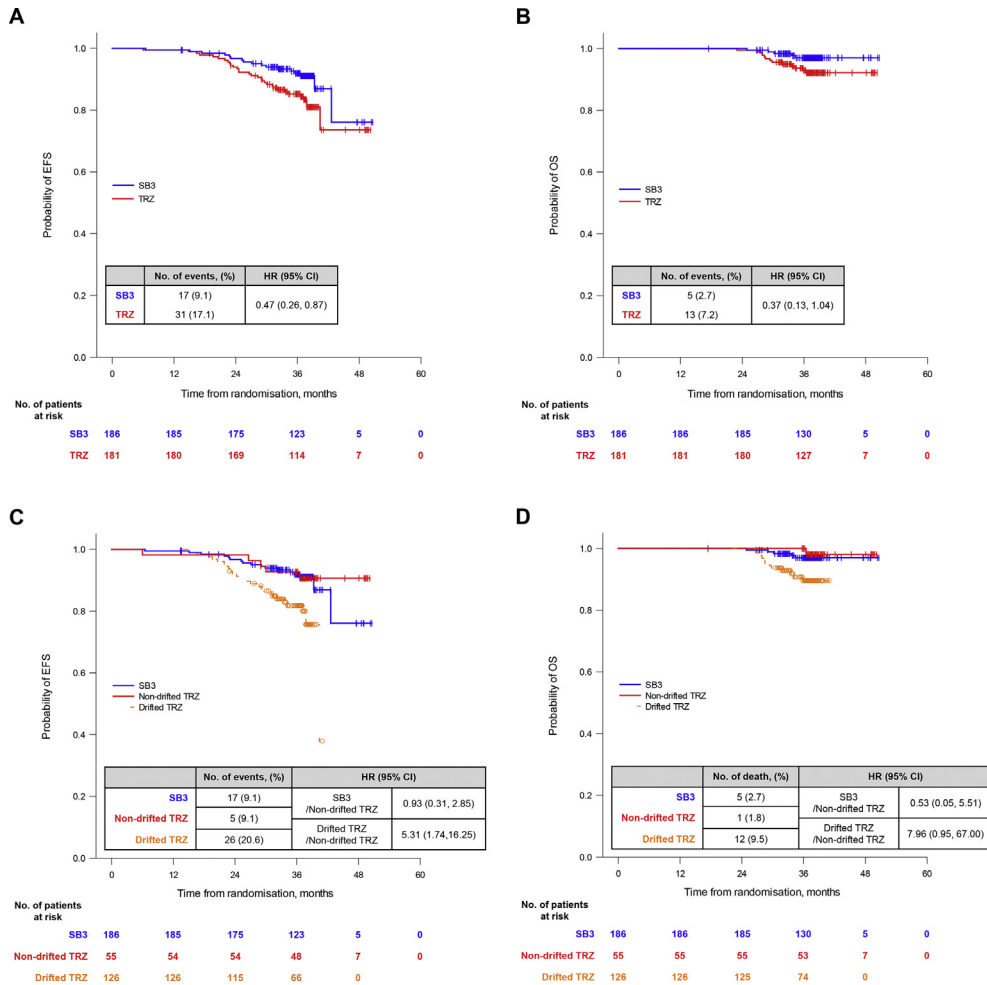 A
1.0
0.8
0.6
0.4
0.2
0.0
Probability of EFS
SB3
TRZ
No. of events, (%) HR (95% CI)
SB3 17 (9.1) 0.47 (0.26, 0.87)
TRZ 31 (17.1)
0 12 24 36 48 60
Time from randomisation, months
No. of patients
at risk
SB3 186 185 175 123 5 0
TRZ 181 180 169 114 7 0
B
1.0
0.8
0.6
0.4
0.2
0.0
Probability of OS
SB3
TRZ
No. of events, (%) HR (95% CI)
SB3 5 (2.7) 0.37 (0.13, 1.04)
TRZ 13 (7.2)
0 12 24 36 48 60
Time from randomisation, months
No. of patients
at risk
SB3 186 186 185 130 5 0
TRZ 181 181 180 127 7 0
C
1.0
0.8
0.6
0.4
0.2
0.0
Probability of EFS
SB3
Non-drifted TRZ
Drifted TRZ
No. of events, (%) HR (95% CI)
SB3 17 (9.1) SB3
/Non-drifted TRZ 0.93 (0.31, 2.85)
Non-drifted TRZ 5 (9.1)
Drifted TRZ 26 (20.6) Drifted TRZ
/Non-drifted TRZ 5.31 (1.74,16.25)
0 12 24 36 48 60
Time from randomisation, months
No. of patients
at risk
SB3 186 185 175 123 5 0
Non-drifted TRZ 55 54 54 48 7 0
Drifted TRZ 126 126 115 66 0
D
1.0
0.8
0.6
0.4
0.2
0.0
Probability of OS
SB3
Non-drifted TRZ
Drifted TRZ
No. of death, (%) HR (95% CI)
SB3 5 (2.7) SB3
/Non-drifted TRZ 0.53 (0.05, 5.51)
Non-drifted TRZ 1 (1.8)
Drifted TRZ 12 (9.5) Drifted TRZ
/Non-drifted TRZ 7.96 (0.95, 67.00)
0 12 24 36 48 60
Time from randomisation, months
No. of patients
at risk
SB3 186 186 185 130 5 0
Non-drifted TRZ 55 55 55 53 7 0
Drifted TRZ 126 126 125 74 0